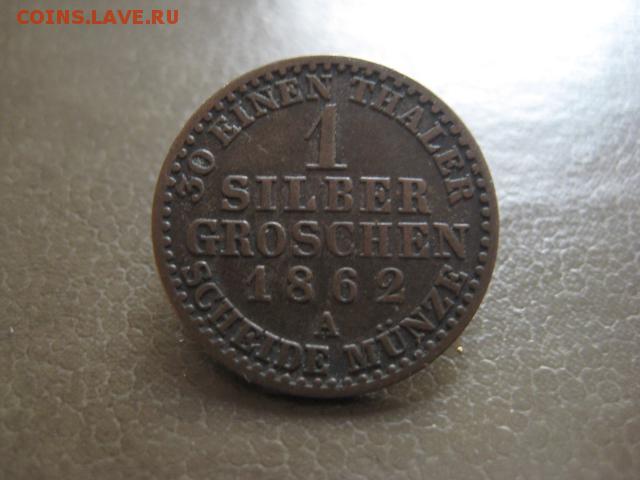 COINS.LAVE.RU
30 EINEN THALER
1
SILBER
GROSCHEN
1862
A
SCHEIDE MÜNZE